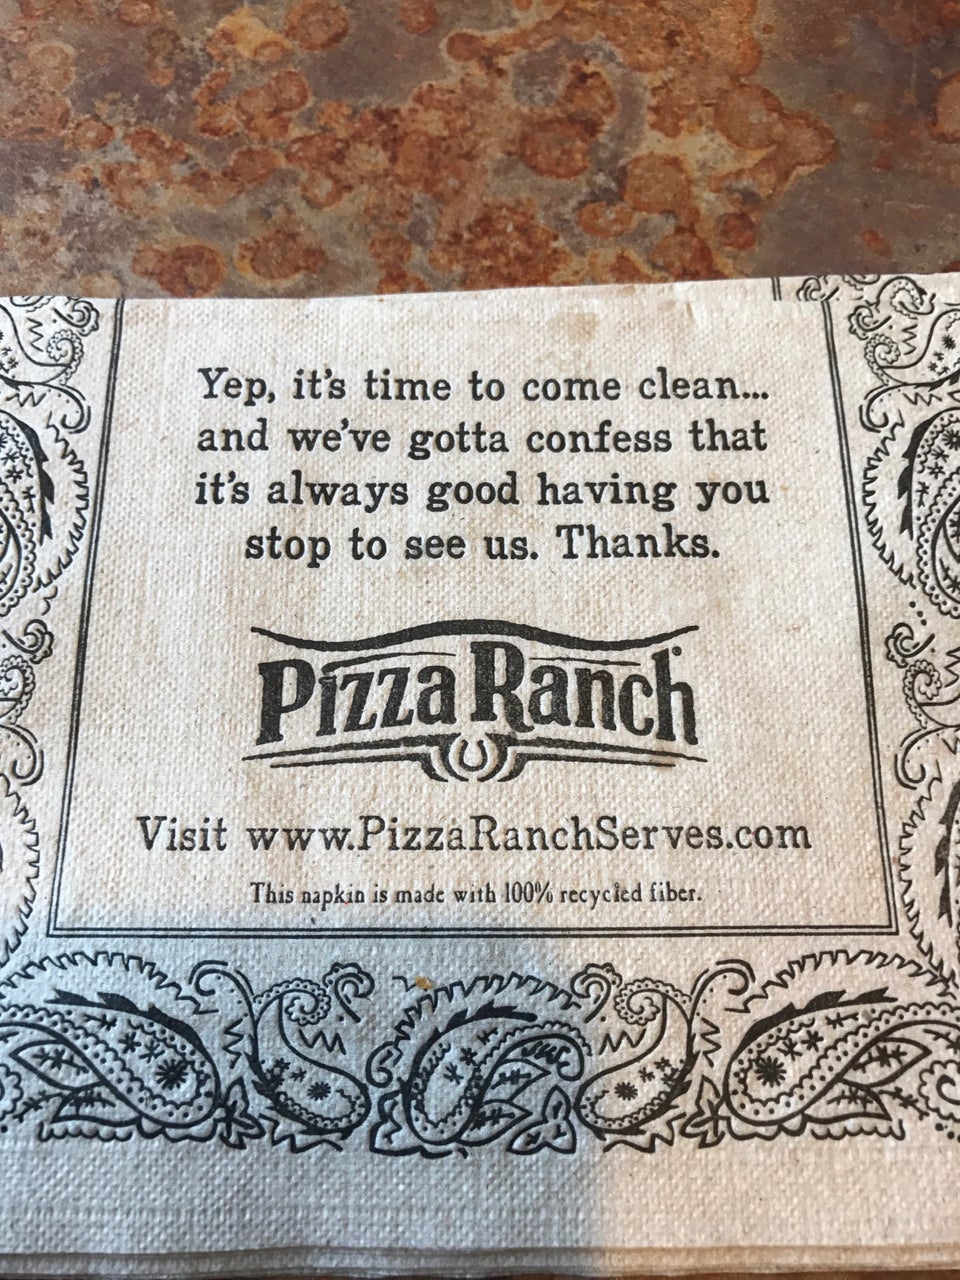 Yep, it's time to come clean...
and we've gotta confess that
it's always good having you
stop to see us. Thanks.
Pizza Ranch
Visit www.PizzaRanchServes.com
This napkin is made with 100% recycled fiber.